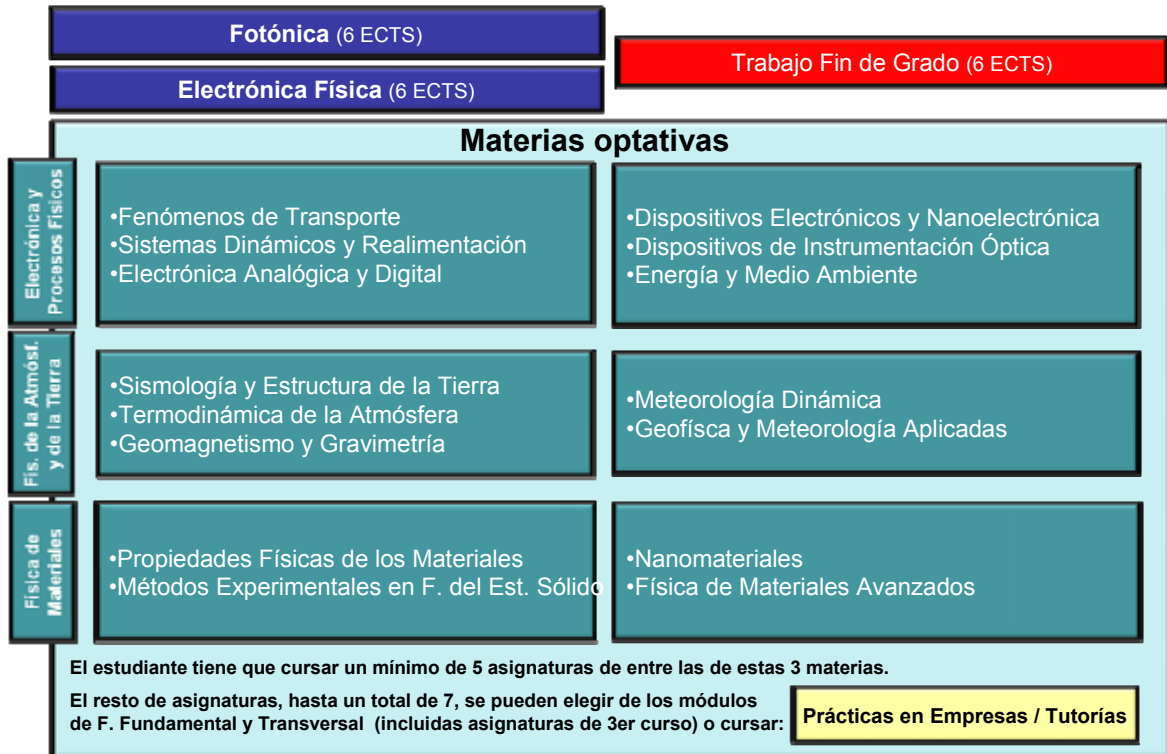 Fotónica (6 ECTS)
Electrónica Física (6 ECTS)
Trabajo Fin de Grado (6 ECTS)
Materias optativas
Electrónica y
Procesos Físicos
•Fenómenos de Transporte
•Sistemas Dinámicos y Realimentación
•Electrónica Analógica y Digital
•Dispositivos Electrónicos y Nanoelectrónica
•Dispositivos de Instrumentación Óptica
•Energía y Medio Ambiente
Fís. de la Atmósf.
y de la Tierra
•Sismología y Estructura de la Tierra
•Termodinámica de la Atmósfera
•Geomagnetismo y Gravimetría
•Meteorología Dinámica
•Geofísca y Meteorología Aplicadas
Física de
Materiales
•Propiedades Físicas de los Materiales
•Métodos Experimentales en F. del Est. Sólido
•Nanomateriales
•Física de Materiales Avanzados
El estudiante tiene que cursar un mínimo de 5 asignaturas de entre las de estas 3 materias.
El resto de asignaturas, hasta un total de 7, se pueden elegir de los módulos
de F. Fundamental y Transversal (incluidas asignaturas de 3er curso) o cursar:
Prácticas en Empresas / Tutorías